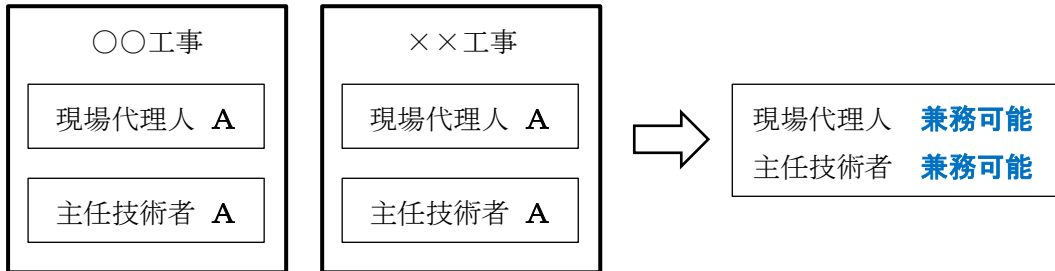 ○○工事
現場代理人 A
主任技術者 A
××工事
現場代理人 A
主任技術者 A
現場代理人 兼務可能
主任技術者 兼務可能